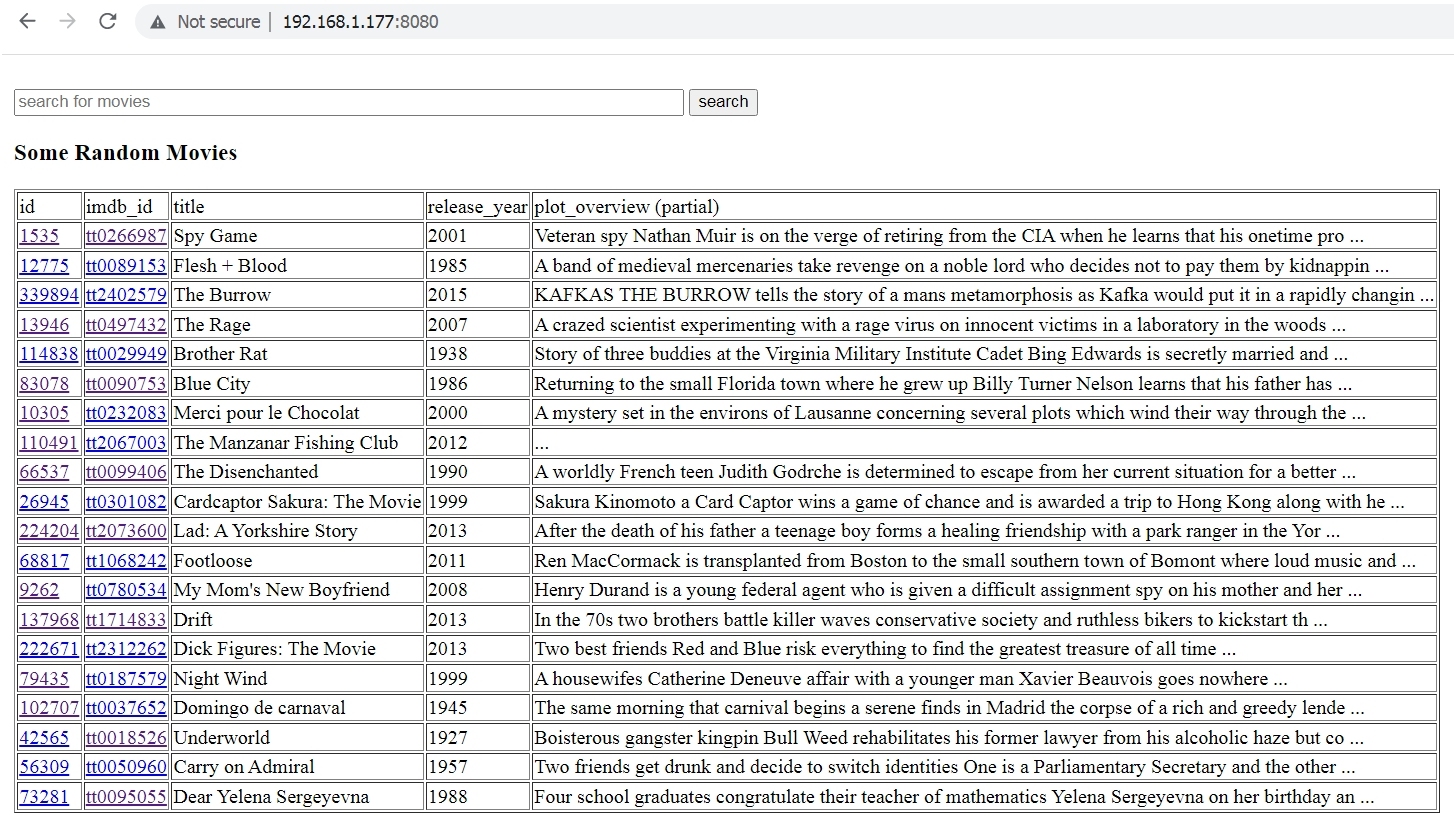 Not secure | 192.168.1.177:8080
search for movies search
Some Random Movies
id imdb_id title release_year plot_overview (partial)
1535 tt0266987 Spy Game 2001 Veteran spy Nathan Muir is on the verge of retiring from the CIA when he learns that his onetime pro ...
12775 tt0089153 Flesh + Blood 1985 A band of medieval mercenaries take revenge on a noble lord who decides not to pay them by kidnappin ...
339894 tt2402579 The Burrow 2015 KAFKAS THE BURROW tells the story of a mans metamorphosis as Kafka would put it in a rapidly changin ...
13946 tt0497432 The Rage 2007 A crazed scientist experimenting with a rage virus on innocent victims in a laboratory in the woods ...
114838 tt0029949 Brother Rat 1938 Story of three buddies at the Virginia Military Institute Cadet Bing Edwards is secretly married and ...
83078 tt0090753 Blue City 1986 Returning to the small Florida town where he grew up Billy Turner Nelson learns that his father has ...
10305 tt0232083 Merci pour le Chocolat 2000 A mystery set in the environs of Lausanne concerning several plots which wind their way through the ...
110491 tt2067003 The Manzanar Fishing Club 2012 ...
66537 tt0099406 The Disenchanted 1990 A worldly French teen Judith Godrche is determined to escape from her current situation for a better ...
26945 tt0301082 Cardcaptor Sakura: The Movie 1999 Sakura Kinomoto a Card Captor wins a game of chance and is awarded a trip to Hong Kong along with he ...
224204 tt2073600 Lad: A Yorkshire Story 2013 After the death of his father a teenage boy forms a healing friendship with a park ranger in the Yor ...
68817 tt1068242 Footloose 2011 Ren MacCormack is transplanted from Boston to the small southern town of Bomont where loud music and ...
9262 tt0780534 My Mom's New Boyfriend 2008 Henry Durand is a young federal agent who is given a difficult assignment spy on his mother and her ...
137968 tt1714833 Drift 2013 In the 70s two brothers battle killer waves conservative society and ruthless bikers to kickstart th ...
222671 tt2312262 Dick Figures: The Movie 2013 Two best friends Red and Blue risk everything to find the greatest treasure of all time ...
79435 tt0187579 Night Wind 1999 A housewifes Catherine Deneuve affair with a younger man Xavier Beauvois goes nowhere ...
102707 tt0037652 Domingo de carnaval 1945 The same morning that carnival begins a serene finds in Madrid the corpse of a rich and greedy lende ...
42565 tt0018526 Underworld 1927 Boisterous gangster kingpin Bull Weed rehabilitates his former lawyer from his alcoholic haze but co ...
56309 tt0050960 Carry on Admiral 1957 Two friends get drunk and decide to switch identities One is a Parliamentary Secretary and the other ...
73281 tt0095055 Dear Yelena Sergeyevna 1988 Four school graduates congratulate their teacher of mathematics Yelena Sergeyevna on her birthday an ...